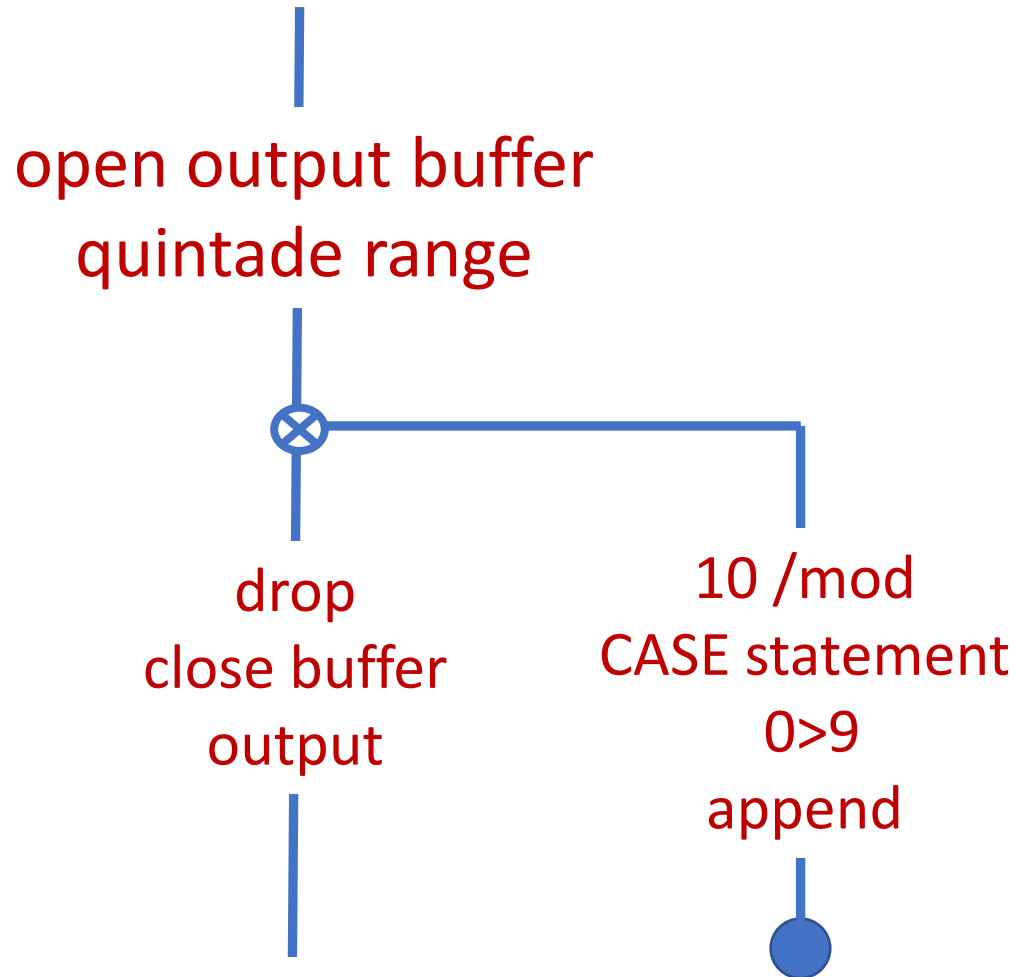 open output buffer
quintade range
drop
close buffer
output
10 /mod
CASE statement
0>9
append